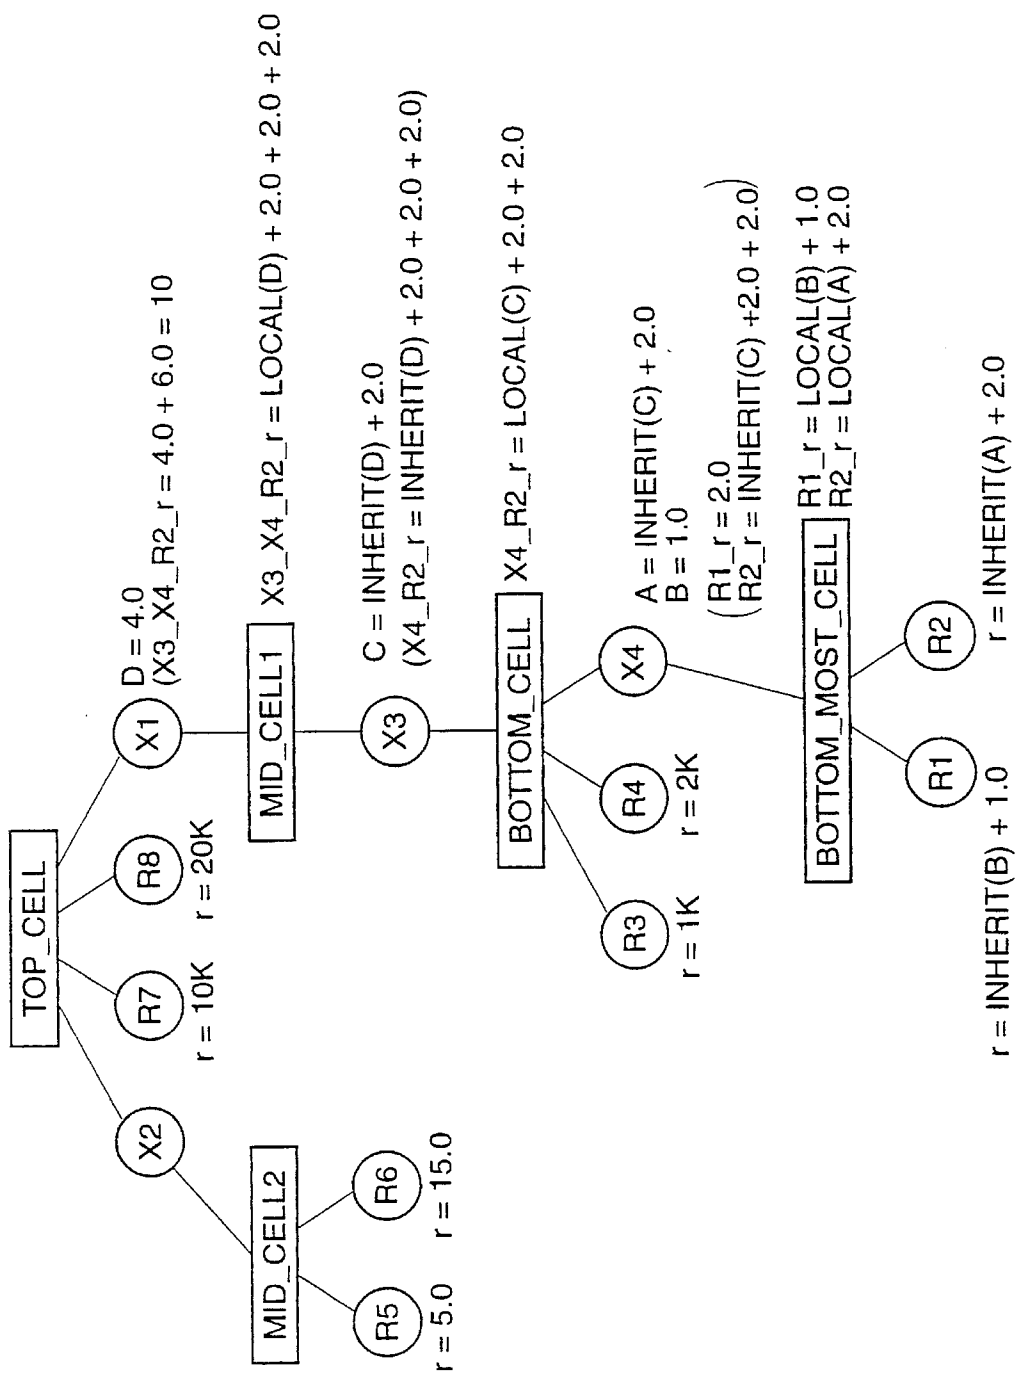 TOP_CELL
X2
R7
r = 10K
R8
r = 20K
X1
D = 4.0
(X3_X4_R2_r = 4.0 + 6.0 = 10
MID_CELL2
R5
r = 5.0
R6
r = 15.0
MID_CELL1
X3_X4_R2_r = LOCAL(D) + 2.0 + 2.0 + 2.0
X3
C = INHERIT(D) + 2.0
(X4_R2_r = INHERIT(D) + 2.0 + 2.0 + 2.0)
BOTTOM_CELL
X4_R2_r = LOCAL(C) + 2.0 + 2.0
R3
r = 1K
R4
r = 2K
X4
A = INHERIT(C) + 2.0
B = 1.0
(R1_r = 2.0
R2_r = INHERIT(C) +2.0 + 2.0)
BOTTOM_MOST_CELL
R1_r = LOCAL(B) + 1.0
R2_r = LOCAL(A) + 2.0
R1
r = INHERIT(B) + 1.0
R2
r = INHERIT(A) + 2.0